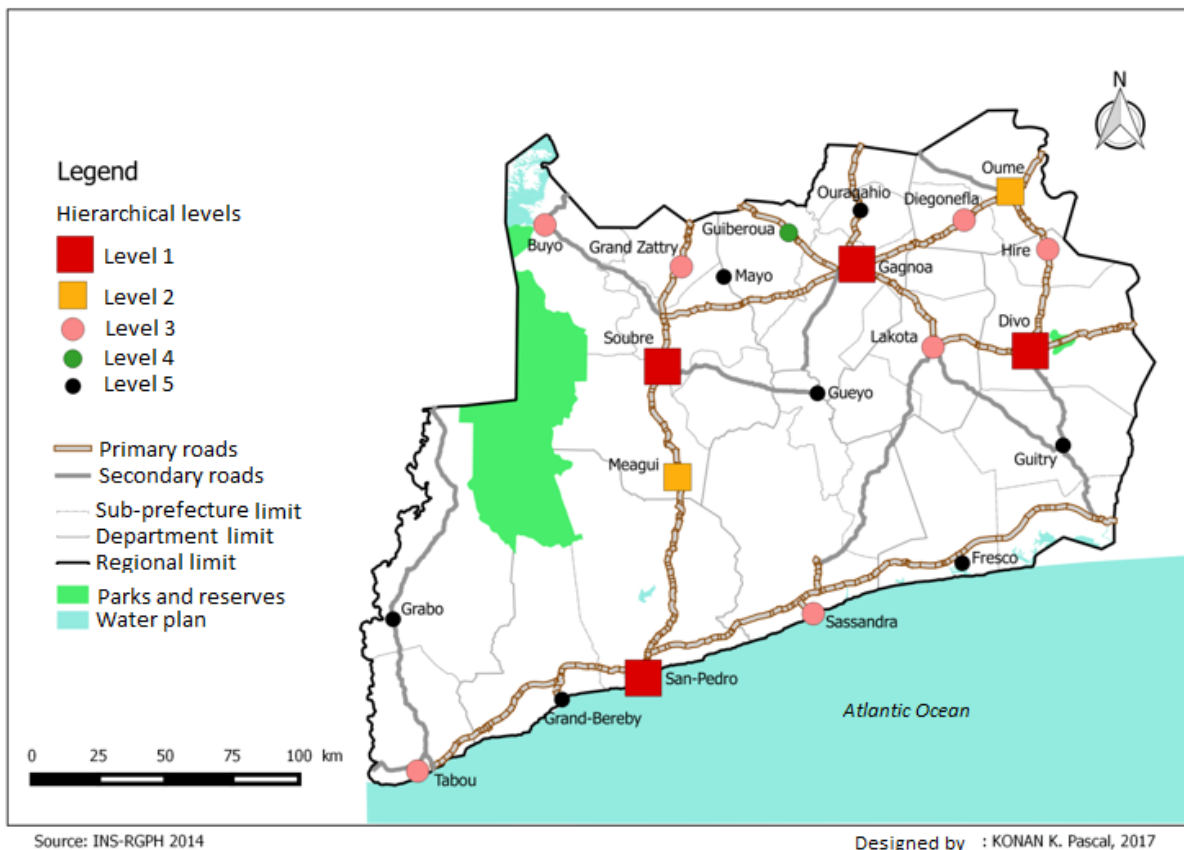 N
Legend
Hierarchical levels
Level 1
Level 2
Level 3
Level 4
Level 5
Primary roads
Secondary roads
Sub-prefecture limit
Department limit
Regional limit
Parks and reserves
Water plan
Oume
Ouragahio
Diegonefla
Guiberoua
Buyo
Grand Zattry
Hire
Mayo
Gagnoa
Divo
Soubre
Lakota
Gueyo
Meagui
Guitry
Fresco
Grabo
Sassandra
San-Pedro
Grand-Bereby
Atlantic Ocean
Tabou
0 25 50 75 100 km
Source: INS-RGPH 2014
Designed by : KONAN K. Pascal, 2017